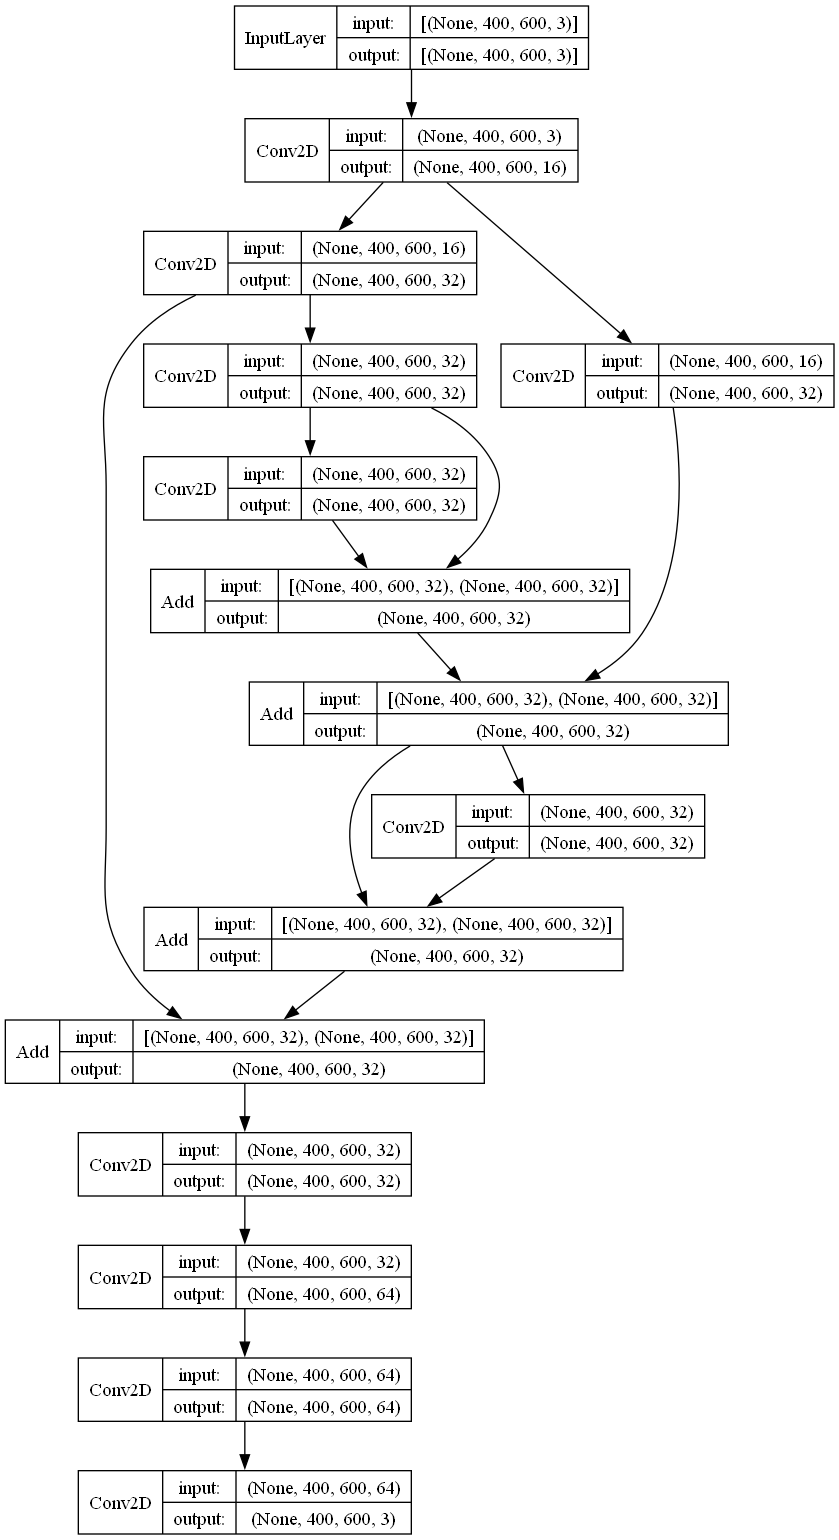 InputLayer input: [(None, 400, 600, 3)]
output: [(None, 400, 600, 3)]
Conv2D input: (None, 400, 600, 3)
output: (None, 400, 600, 16)
Conv2D input: (None, 400, 600, 16)
output: (None, 400, 600, 32)
Conv2D input: (None, 400, 600, 32)
output: (None, 400, 600, 32)
Conv2D input: (None, 400, 600, 16)
output: (None, 400, 600, 32)
Conv2D input: (None, 400, 600, 32)
output: (None, 400, 600, 32)
Add input: [(None, 400, 600, 32), (None, 400, 600, 32)]
output: (None, 400, 600, 32)
Add input: [(None, 400, 600, 32), (None, 400, 600, 32)]
output: (None, 400, 600, 32)
Conv2D input: (None, 400, 600, 32)
output: (None, 400, 600, 32)
Add input: [(None, 400, 600, 32), (None, 400, 600, 32)]
output: (None, 400, 600, 32)
Add input: [(None, 400, 600, 32), (None, 400, 600, 32)]
output: (None, 400, 600, 32)
Conv2D input: (None, 400, 600, 32)
output: (None, 400, 600, 32)
Conv2D input: (None, 400, 600, 32)
output: (None, 400, 600, 64)
Conv2D input: (None, 400, 600, 64)
output: (None, 400, 600, 64)
Conv2D input: (None, 400, 600, 64)
output: (None, 400, 600, 3)